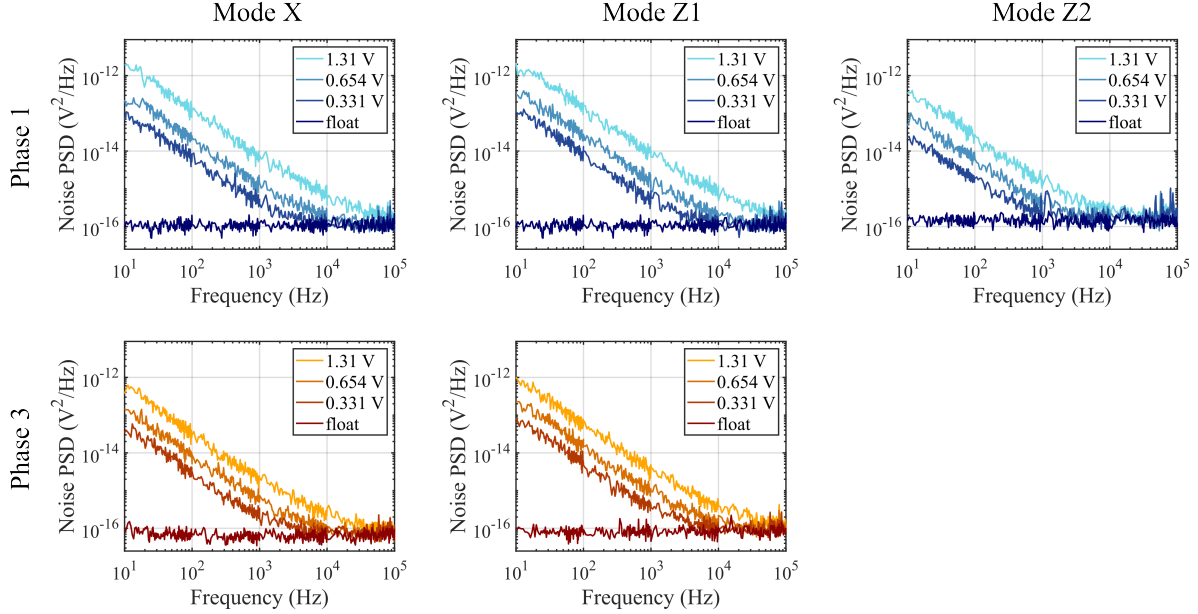 Mode X
Mode Z1
Mode Z2
Phase 1
Noise PSD (V²/Hz)
10⁻¹²
10⁻¹⁴
10⁻¹⁶
1.31 V
0.654 V
0.331 V
float
10¹ 10² 10³ 10⁴ 10⁵
Frequency (Hz)
Noise PSD (V²/Hz)
10⁻¹²
10⁻¹⁴
10⁻¹⁶
1.31 V
0.654 V
0.331 V
float
10¹ 10² 10³ 10⁴ 10⁵
Frequency (Hz)
Noise PSD (V²/Hz)
10⁻¹²
10⁻¹⁴
10⁻¹⁶
1.31 V
0.654 V
0.331 V
float
10¹ 10² 10³ 10⁴ 10⁵
Frequency (Hz)
Phase 3
Noise PSD (V²/Hz)
10⁻¹²
10⁻¹⁴
10⁻¹⁶
1.31 V
0.654 V
0.331 V
float
10¹ 10² 10³ 10⁴ 10⁵
Frequency (Hz)
Noise PSD (V²/Hz)
10⁻¹²
10⁻¹⁴
10⁻¹⁶
1.31 V
0.654 V
0.331 V
float
10¹ 10² 10³ 10⁴ 10⁵
Frequency (Hz)